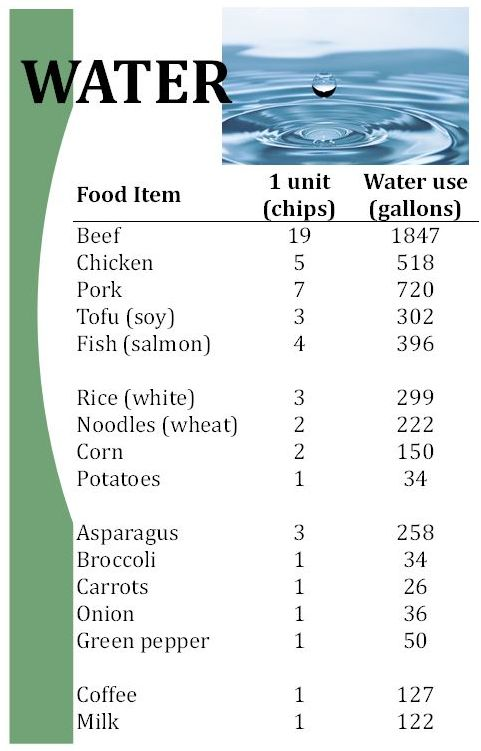 WATER
Food Item 1 unit (chips) Water use (gallons)
Beef 19 1847
Chicken 5 518
Pork 7 720
Tofu (soy) 3 302
Fish (salmon) 4 396
Rice (white) 3 299
Noodles (wheat) 2 222
Corn 2 150
Potatoes 1 34
Asparagus 3 258
Broccoli 1 34
Carrots 1 26
Onion 1 36
Green pepper 1 50
Coffee 1 127
Milk 1 122